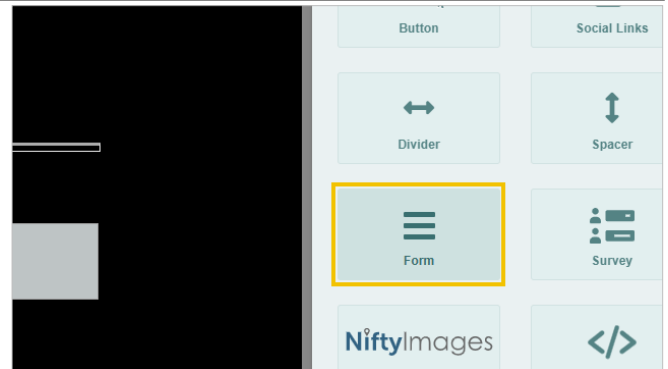 Button
Social Links
Divider
Spacer
Form
Survey
NiftyImages
</>